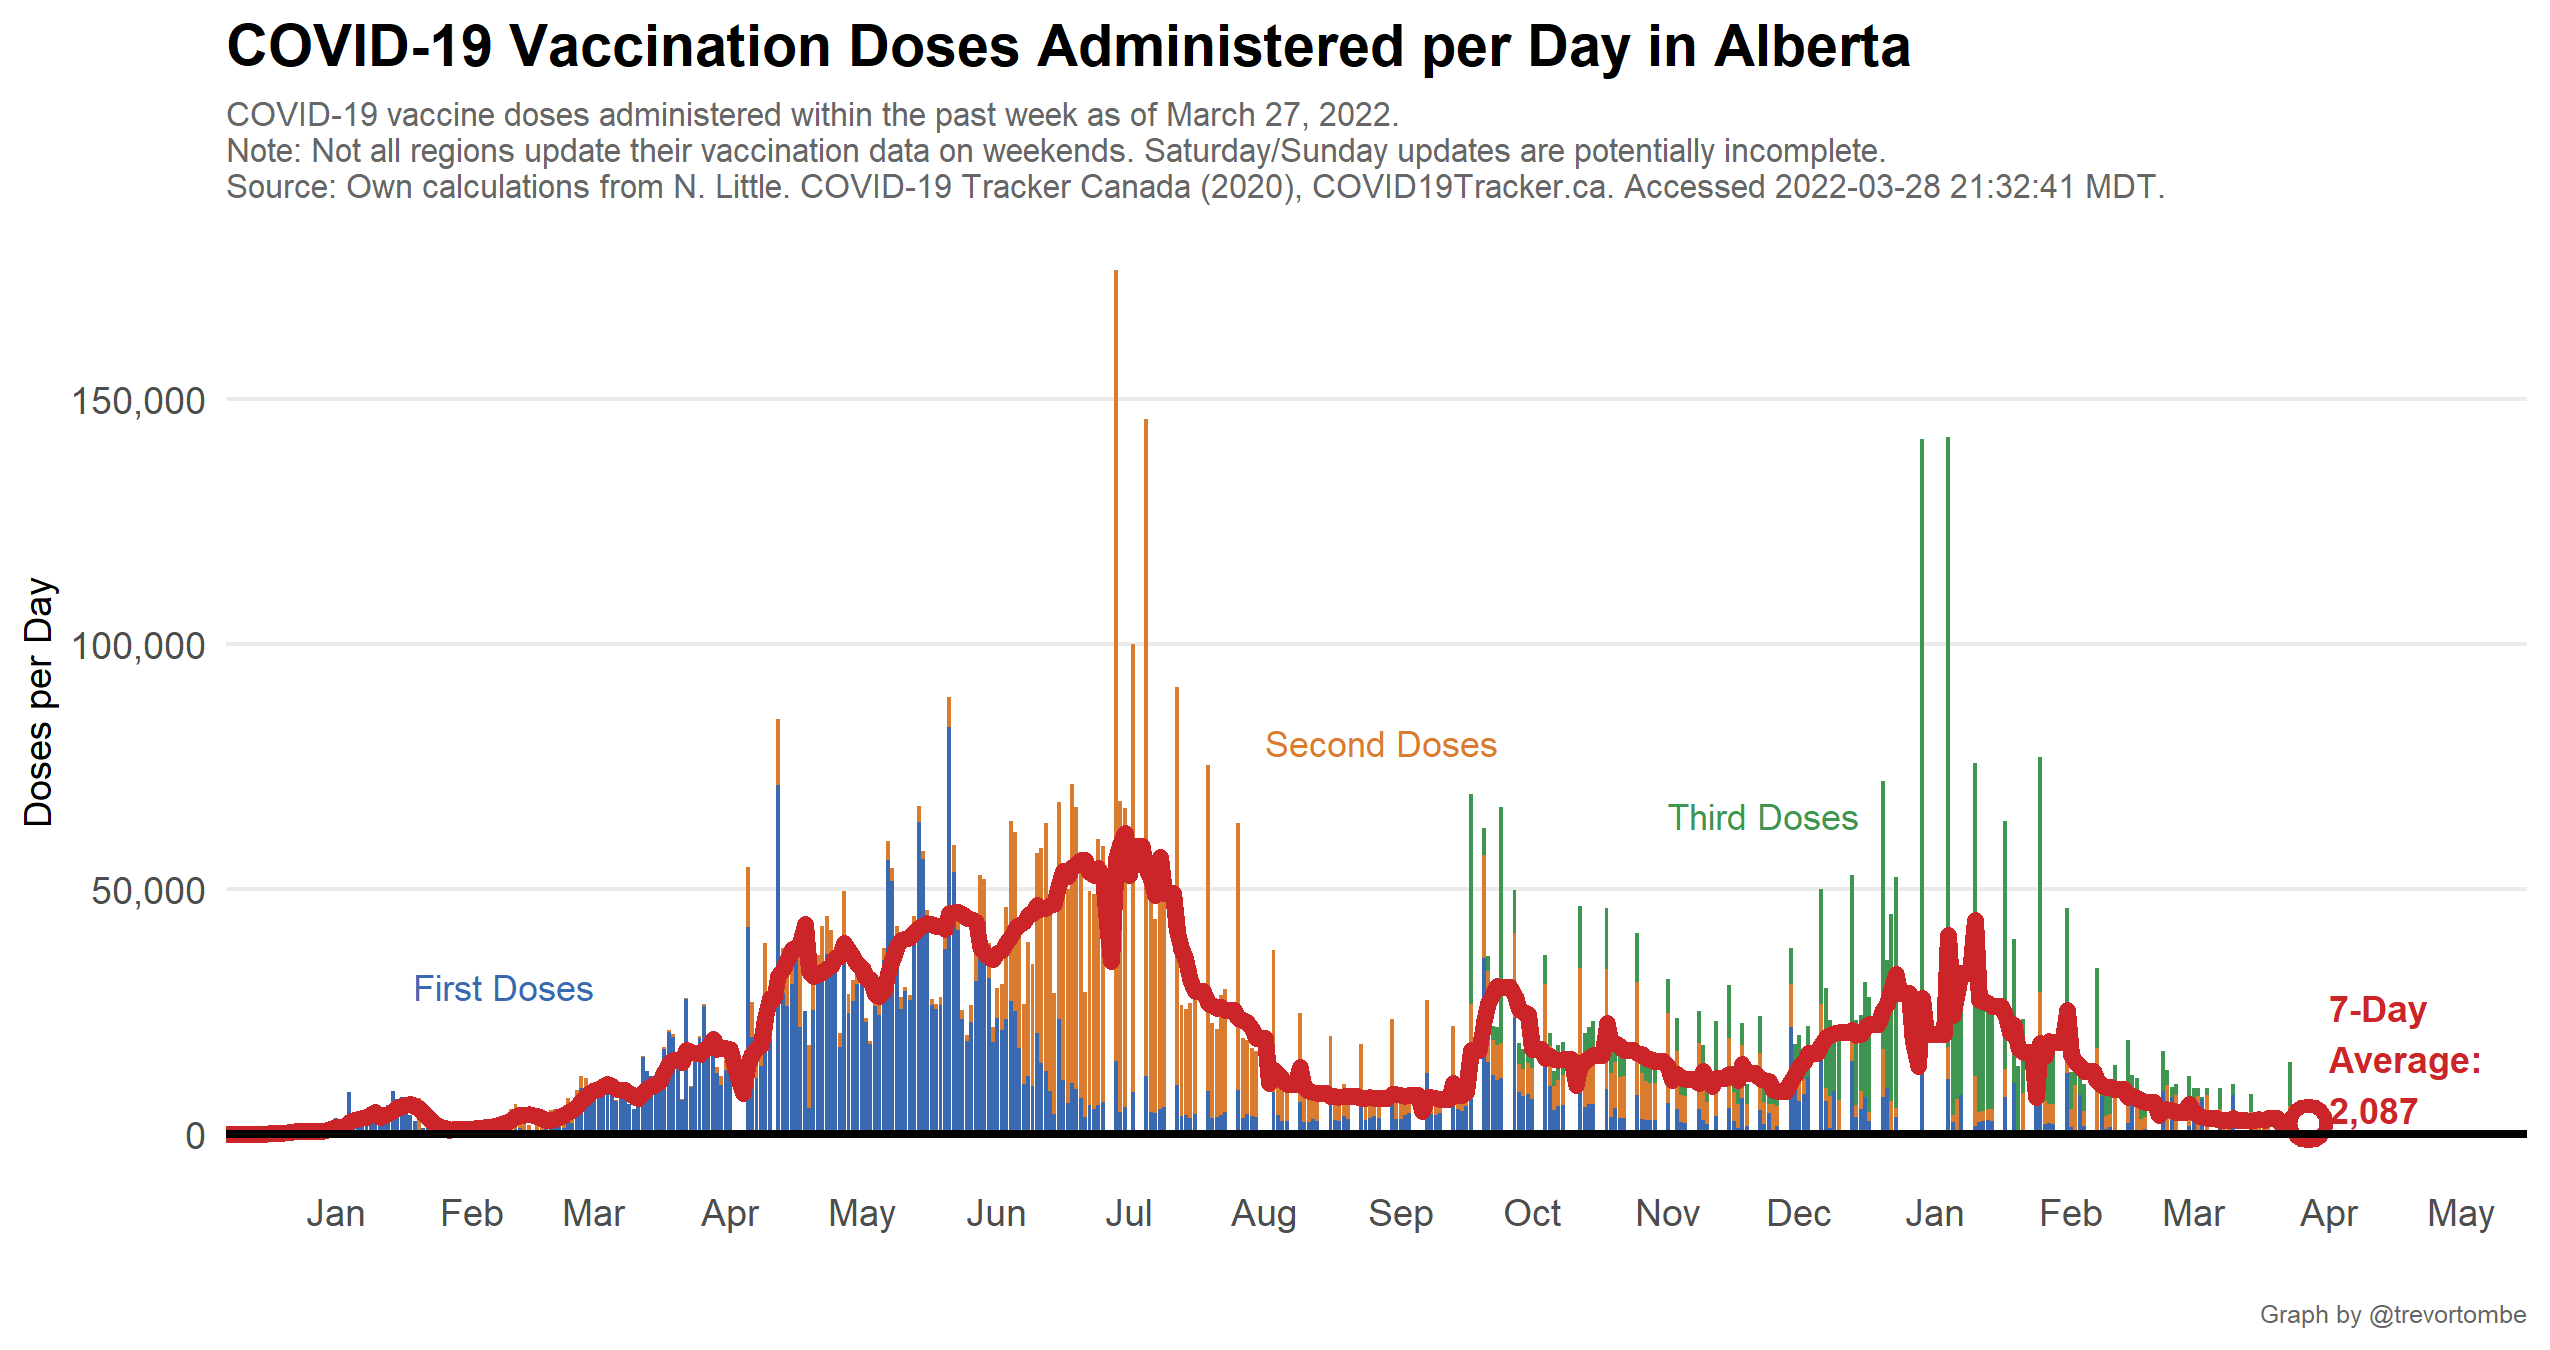 COVID-19 Vaccination Doses Administered per Day in Alberta
COVID-19 vaccine doses administered within the past week as of March 27, 2022.
Note: Not all regions update their vaccination data on weekends. Saturday/Sunday updates are potentially incomplete.
Source: Own calculations from N. Little. COVID-19 Tracker Canada (2020), COVID19Tracker.ca. Accessed 2022-03-28 21:32:41 MDT.
Doses per Day
150,000
100,000
50,000
0
First Doses
Second Doses
Third Doses
7-Day
Average:
2,087
Jan Feb Mar Apr May Jun Jul Aug Sep Oct Nov Dec Jan Feb Mar Apr May
Graph by @trevortombe